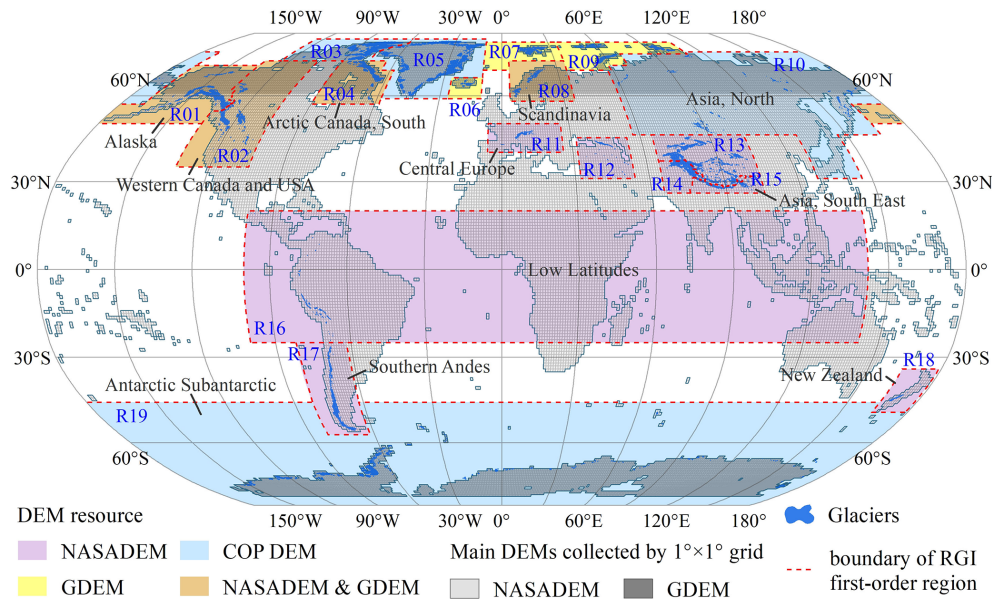 150°W 90°W 30°W 0° 60°E 120°E 180°
R03 R07
R05 R09 R10
60°N 60°N
R04 R08
R01 R06 Asia, North
Arctic Canada, South Scandinavia
Alaska
R02 R11 R13
Central Europe R12
Western Canada and USA R14 R15
30°N 30°N
Asia, South East
0° Low Latitudes 0°
R16
30°S R17 R18 30°S
Southern Andes New Zealand
Antarctic Subantarctic
R19
60°S 60°S
150°W 90°W 30°W 0° 60°E 120°E 180°
DEM resource Glaciers
NASADEM COP DEM Main DEMs collected by 1°×1° grid
boundary of RGI
first-order region
GDEM NASADEM & GDEM NASADEM GDEM